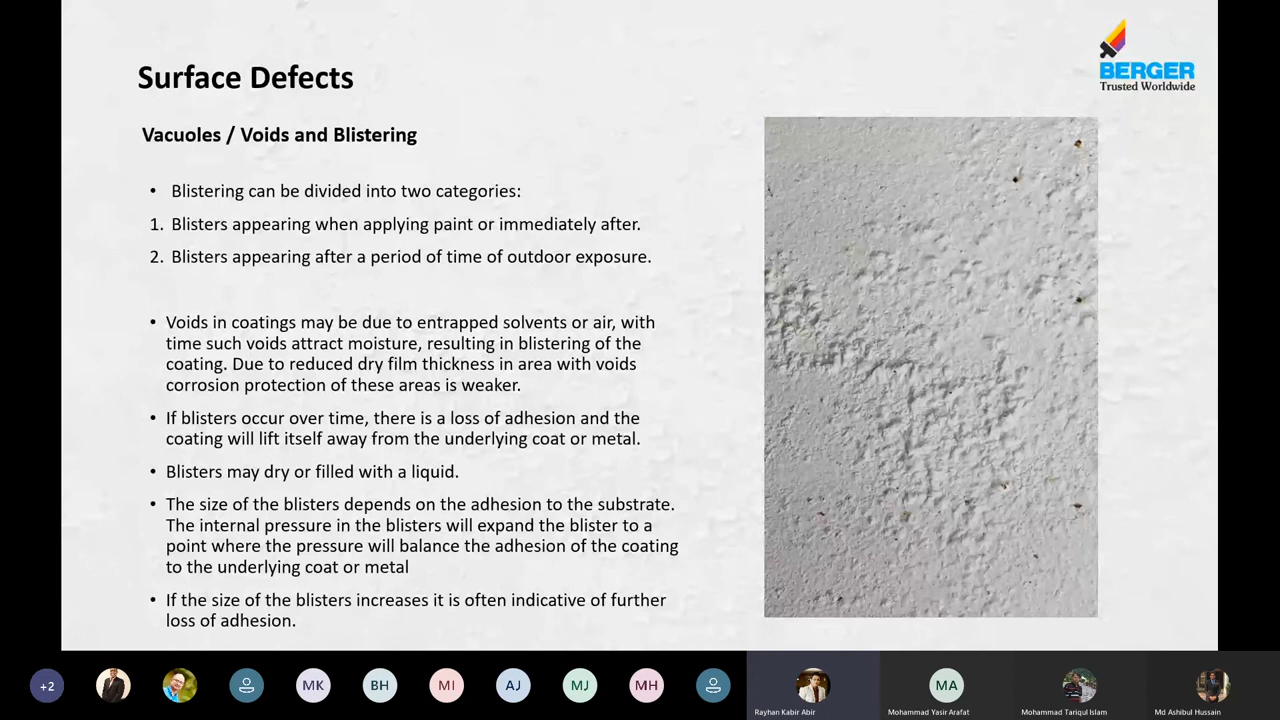 Surface Defects
BERGER
Trusted Worldwide
Vacuoles / Voids and Blistering
• Blistering can be divided into two categories:
1. Blisters appearing when applying paint or immediately after.
2. Blisters appearing after a period of time of outdoor exposure.
• Voids in coatings may be due to entrapped solvents or air, with
time such voids attract moisture, resulting in blistering of the
coating. Due to reduced dry film thickness in area with voids
corrosion protection of these areas is weaker.
• If blisters occur over time, there is a loss of adhesion and the
coating will lift itself away from the underlying coat or metal.
• Blisters may dry or filled with a liquid.
• The size of the blisters depends on the adhesion to the substrate.
The internal pressure in the blisters will expand the blister to a
point where the pressure will balance the adhesion of the coating
to the underlying coat or metal
• If the size of the blisters increases it is often indicative of further
loss of adhesion.
+2
MK
BH
MI
AJ
MJ
MH
MA
Rayhan Kabir Abir
Mohammad Yasir Arafat
Mohammad Tariqul Islam
Md Ashibul Hussain